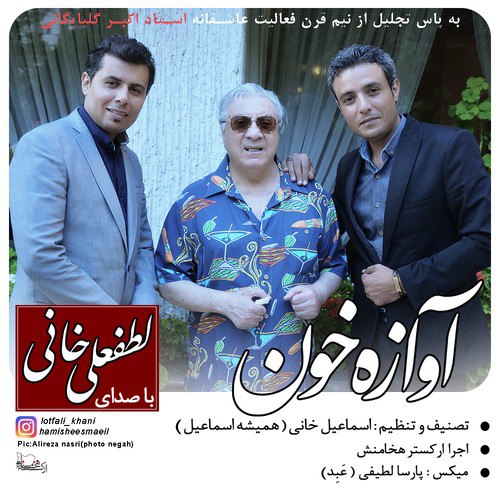 به پاس تجلیل از نیم قرن فعالیت عاشقانه استاد اکبر گلپایگانی
آوازه خون
لطفعلی خانی
با صدای
تصنیف و تنظیم : اسماعیل خانی ( همیشه اسماعیل )
اجرا ارکستر هخامنش
میکس : پارسا لطیفی ( عَبِد )
lotfali_khani
hamisheesmaeil
Pic:Alireza nasri(photo negah)